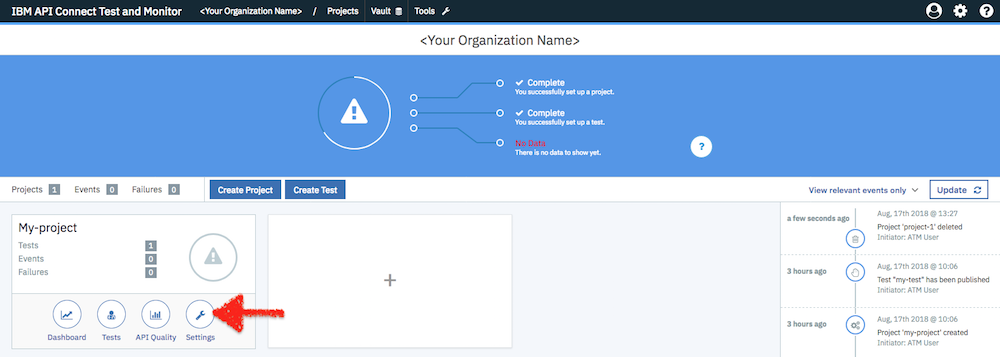 IBM API Connect Test and Monitor <Your Organization Name> / Projects Vault Tools
<Your Organization Name>
Complete
You successfully set up a project.
Complete
You successfully set up a test.
No Data
There is no data to show yet.
?
Projects 1 Events 0 Failures 0 Create Project Create Test View relevant events only Update
My-project
Tests 1
Events 0
Failures 0
Dashboard Tests API Quality Settings
+
a few seconds ago Aug, 17th 2018 @ 13:27
Project 'project-1' deleted
Initiator: ATM User
3 hours ago Aug, 17th 2018 @ 10:06
Test "my-test" has been published
Initiator: ATM User
3 hours ago Aug, 17th 2018 @ 10:06
Project 'my-project' created
Initiator: ATM User